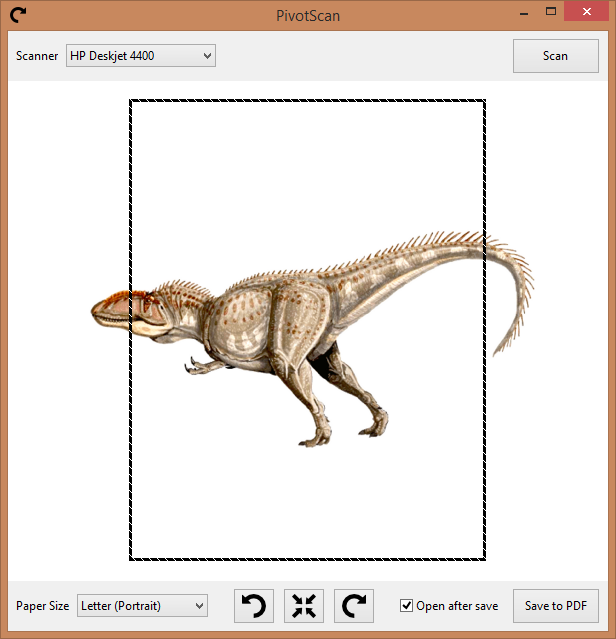 PivotScan
Scanner HP Deskjet 4400 Scan
Paper Size Letter (Portrait) Open after save Save to PDF